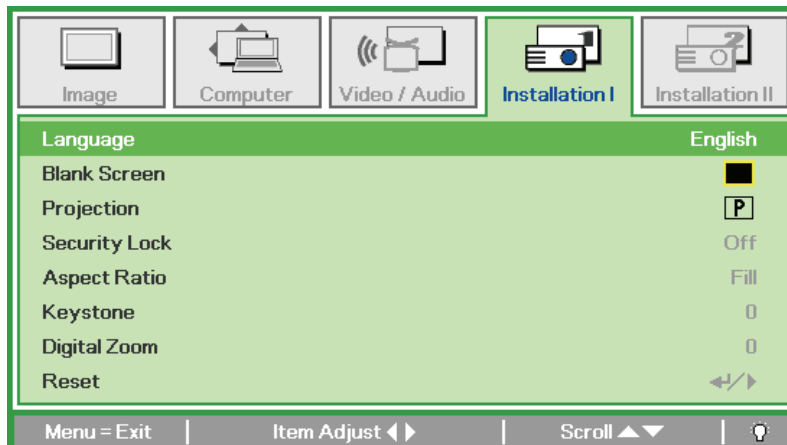 Image Computer Video / Audio Installation I Installation II
Language English
Blank Screen
Projection P
Security Lock Off
Aspect Ratio Fill
Keystone 0
Digital Zoom 0
Reset
Menu = Exit Item Adjust Scroll